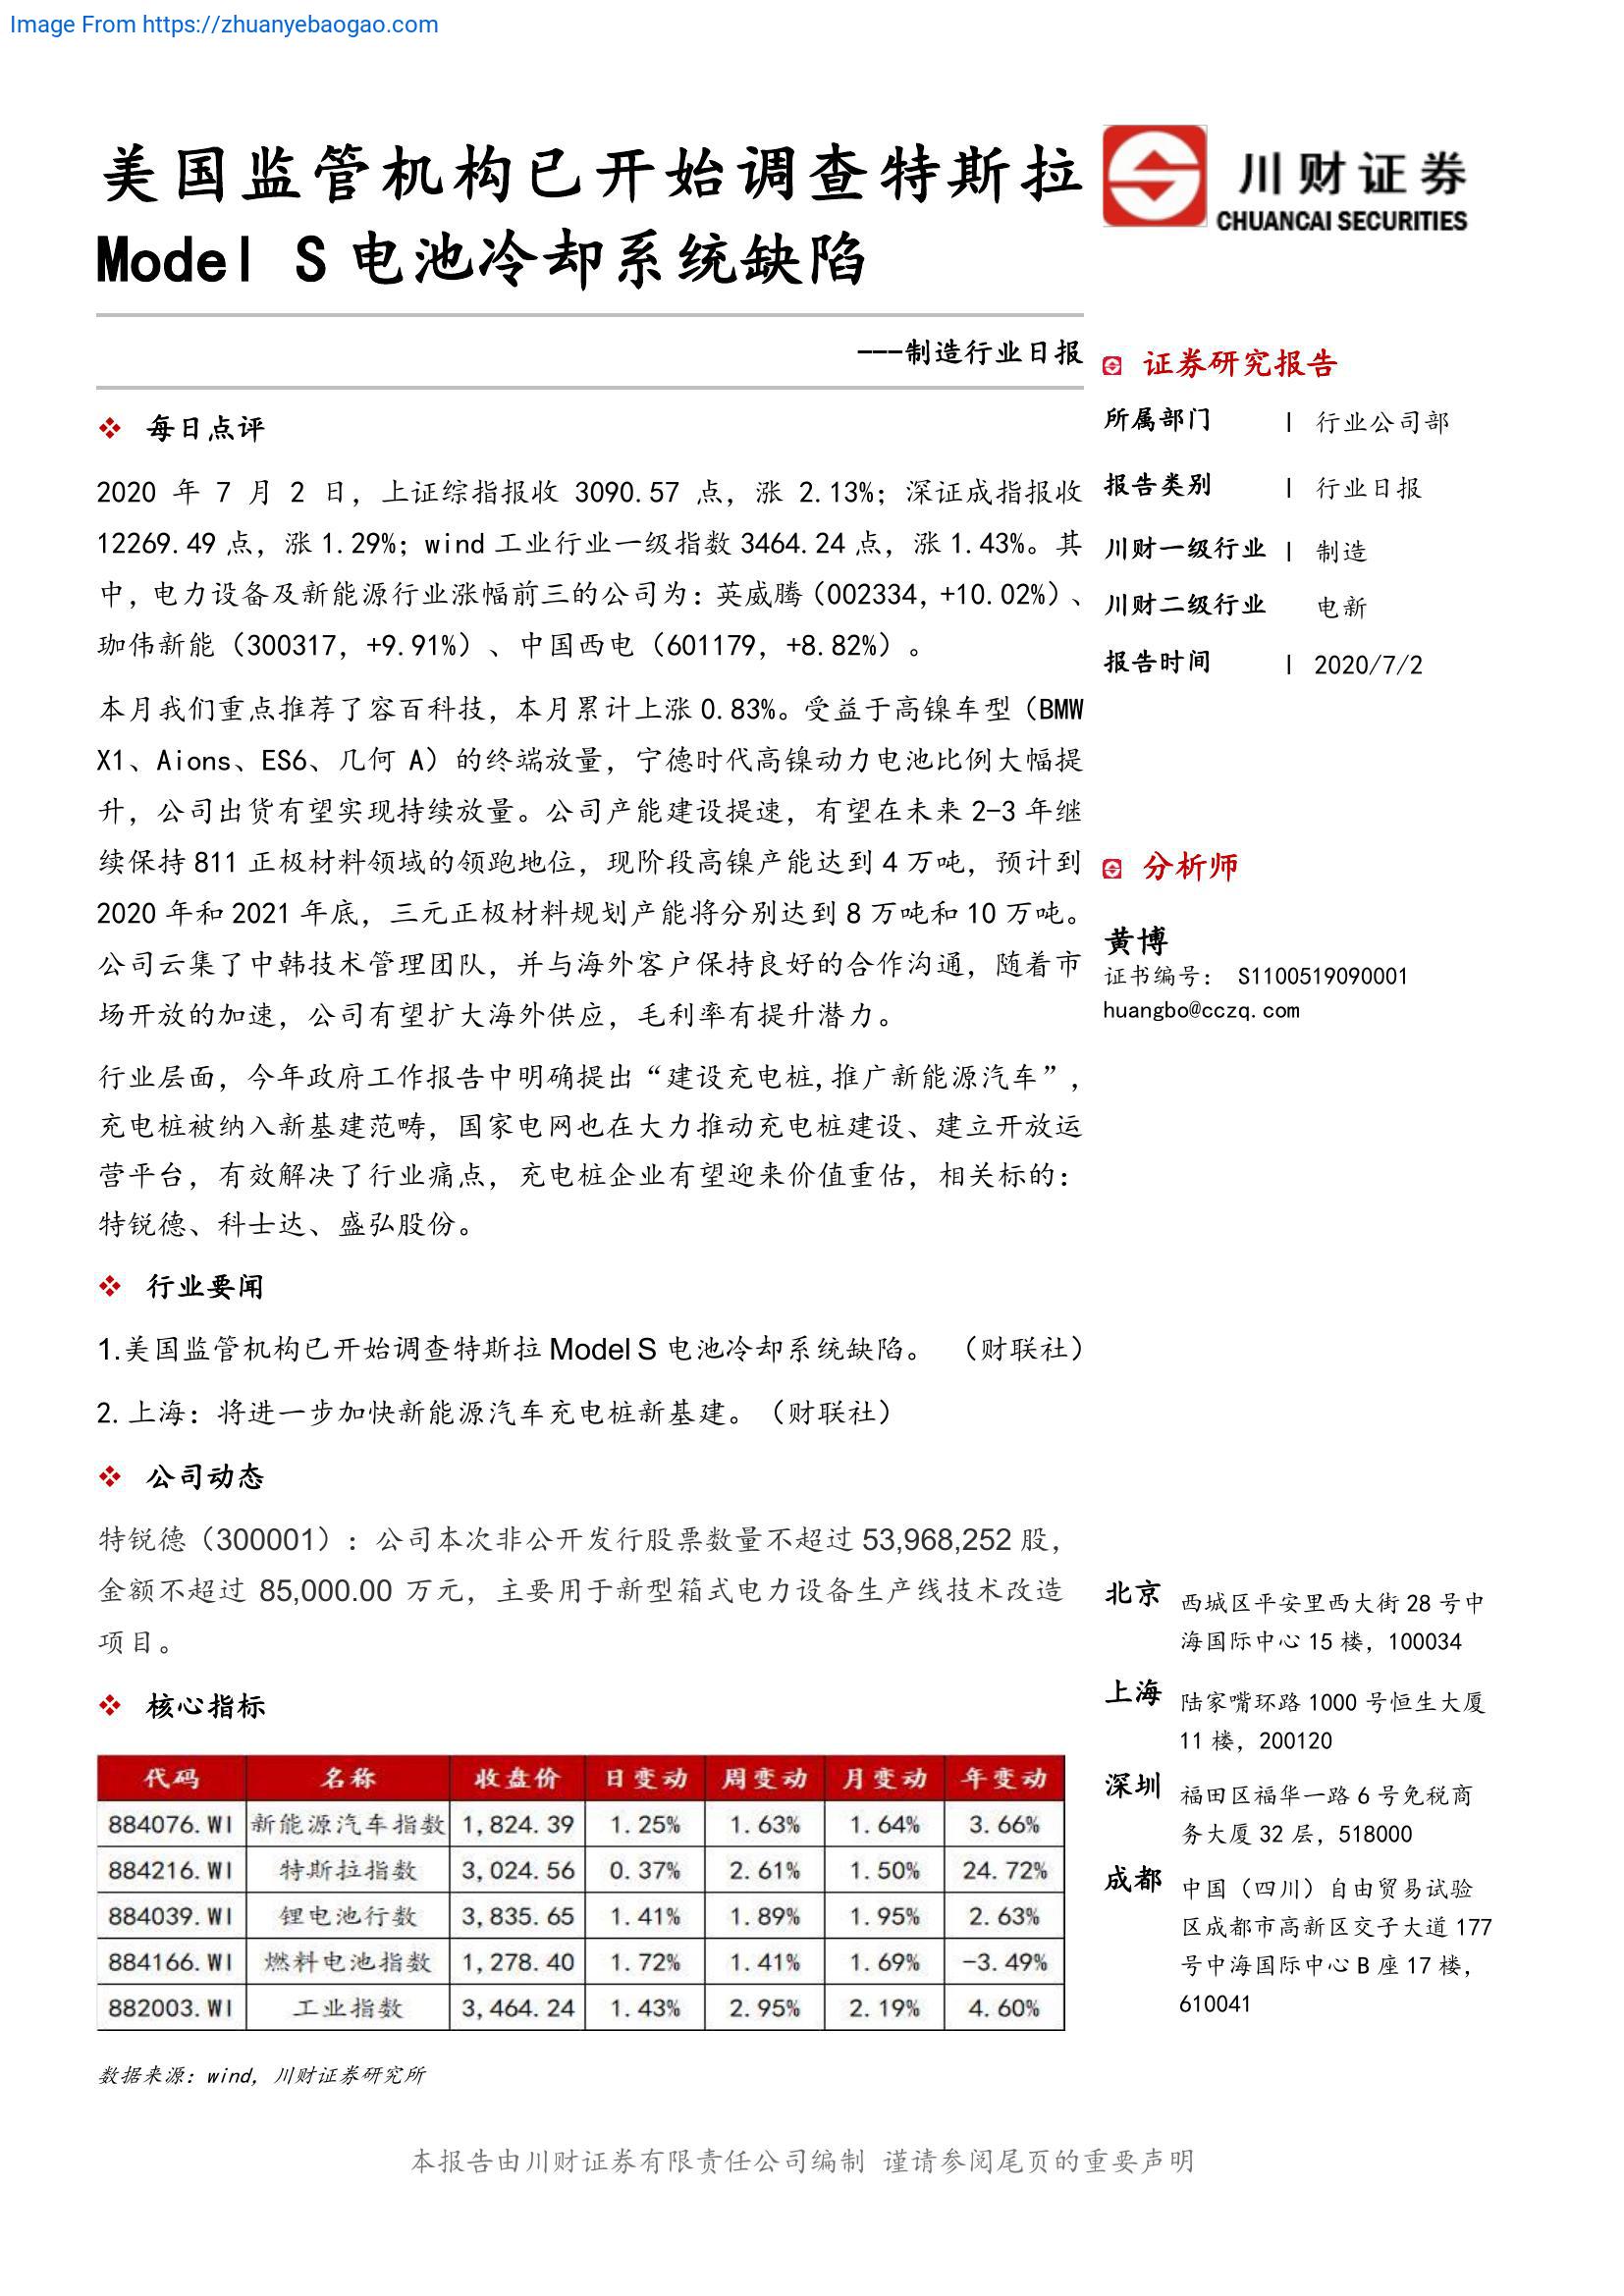 Image From https://zhuanyebaogao.com
美国监管机构已开始调查特斯拉
Model S 电池冷却系统缺陷
川财证券
CHUANCAI SECURITIES
---制造行业日报
每日点评
2020 年 7 月 2 日，上证综指报收 3090.57 点，涨 2.13%；深证成指报收
12269.49 点，涨 1.29%；wind 工业行业一级指数 3464.24 点，涨 1.43%。其
中，电力设备及新能源行业涨幅前三的公司为：英威腾（002334，+10.02%）、
珈伟新能（300317，+9.91%）、中国西电（601179，+8.82%）。
本月我们重点推荐了容百科技，本月累计上涨 0.83%。受益于高镍车型（BMW
X1、Aions、ES6、几何 A）的终端放量，宁德时代高镍动力电池比例大幅提
升，公司出货有望实现持续放量。公司产能建设提速，有望在未来 2-3 年继
续保持 811 正极材料领域的领跑地位，现阶段高镍产能达到 4 万吨，预计到
2020 年和 2021 年底，三元正极材料规划产能将分别达到 8 万吨和 10 万吨。
公司云集了中韩技术管理团队，并与海外客户保持良好的合作沟通，随着市
场开放的加速，公司有望扩大海外供应，毛利率有提升潜力。
行业层面，今年政府工作报告中明确提出“建设充电桩,推广新能源汽车”，
充电桩被纳入新基建范畴，国家电网也在大力推动充电桩建设、建立开放运
营平台，有效解决了行业痛点，充电桩企业有望迎来价值重估，相关标的：
特锐德、科士达、盛弘股份。
行业要闻
1.美国监管机构已开始调查特斯拉 Model S 电池冷却系统缺陷。 （财联社）
2.上海：将进一步加快新能源汽车充电桩新基建。（财联社）
公司动态
特锐德（300001）：公司本次非公开发行股票数量不超过 53,968,252 股，
金额不超过 85,000.00 万元，主要用于新型箱式电力设备生产线技术改造
项目。
核心指标
代码 名称 收盘价 日变动 周变动 月变动 年变动
884076.WI 新能源汽车指数 1,824.39 1.25% 1.63% 1.64% 3.66%
884216.WI 特斯拉指数 3,024.56 0.37% 2.61% 1.50% 24.72%
884039.WI 锂电池行数 3,835.65 1.41% 1.89% 1.95% 2.63%
884166.WI 燃料电池指数 1,278.40 1.72% 1.41% 1.69% -3.49%
882003.WI 工业指数 3,464.24 1.43% 2.95% 2.19% 4.60%
数据来源：wind，川财证券研究所
证券研究报告
所属部门 | 行业公司部
报告类别 | 行业日报
川财一级行业 | 制造
川财二级行业 电新
报告时间 | 2020/7/2
分析师
黄博
证书编号： S1100519090001
huangbo@cczq.com
北京 西城区平安里西大街 28 号中
海国际中心 15 楼，100034
上海 陆家嘴环路 1000 号恒生大厦
11 楼，200120
深圳 福田区福华一路 6 号免税商
务大厦 32 层，518000
成都 中国（四川）自由贸易试验
区成都市高新区交子大道 177
号中海国际中心 B 座 17 楼，
610041
本报告由川财证券有限责任公司编制 谨请参阅尾页的重要声明